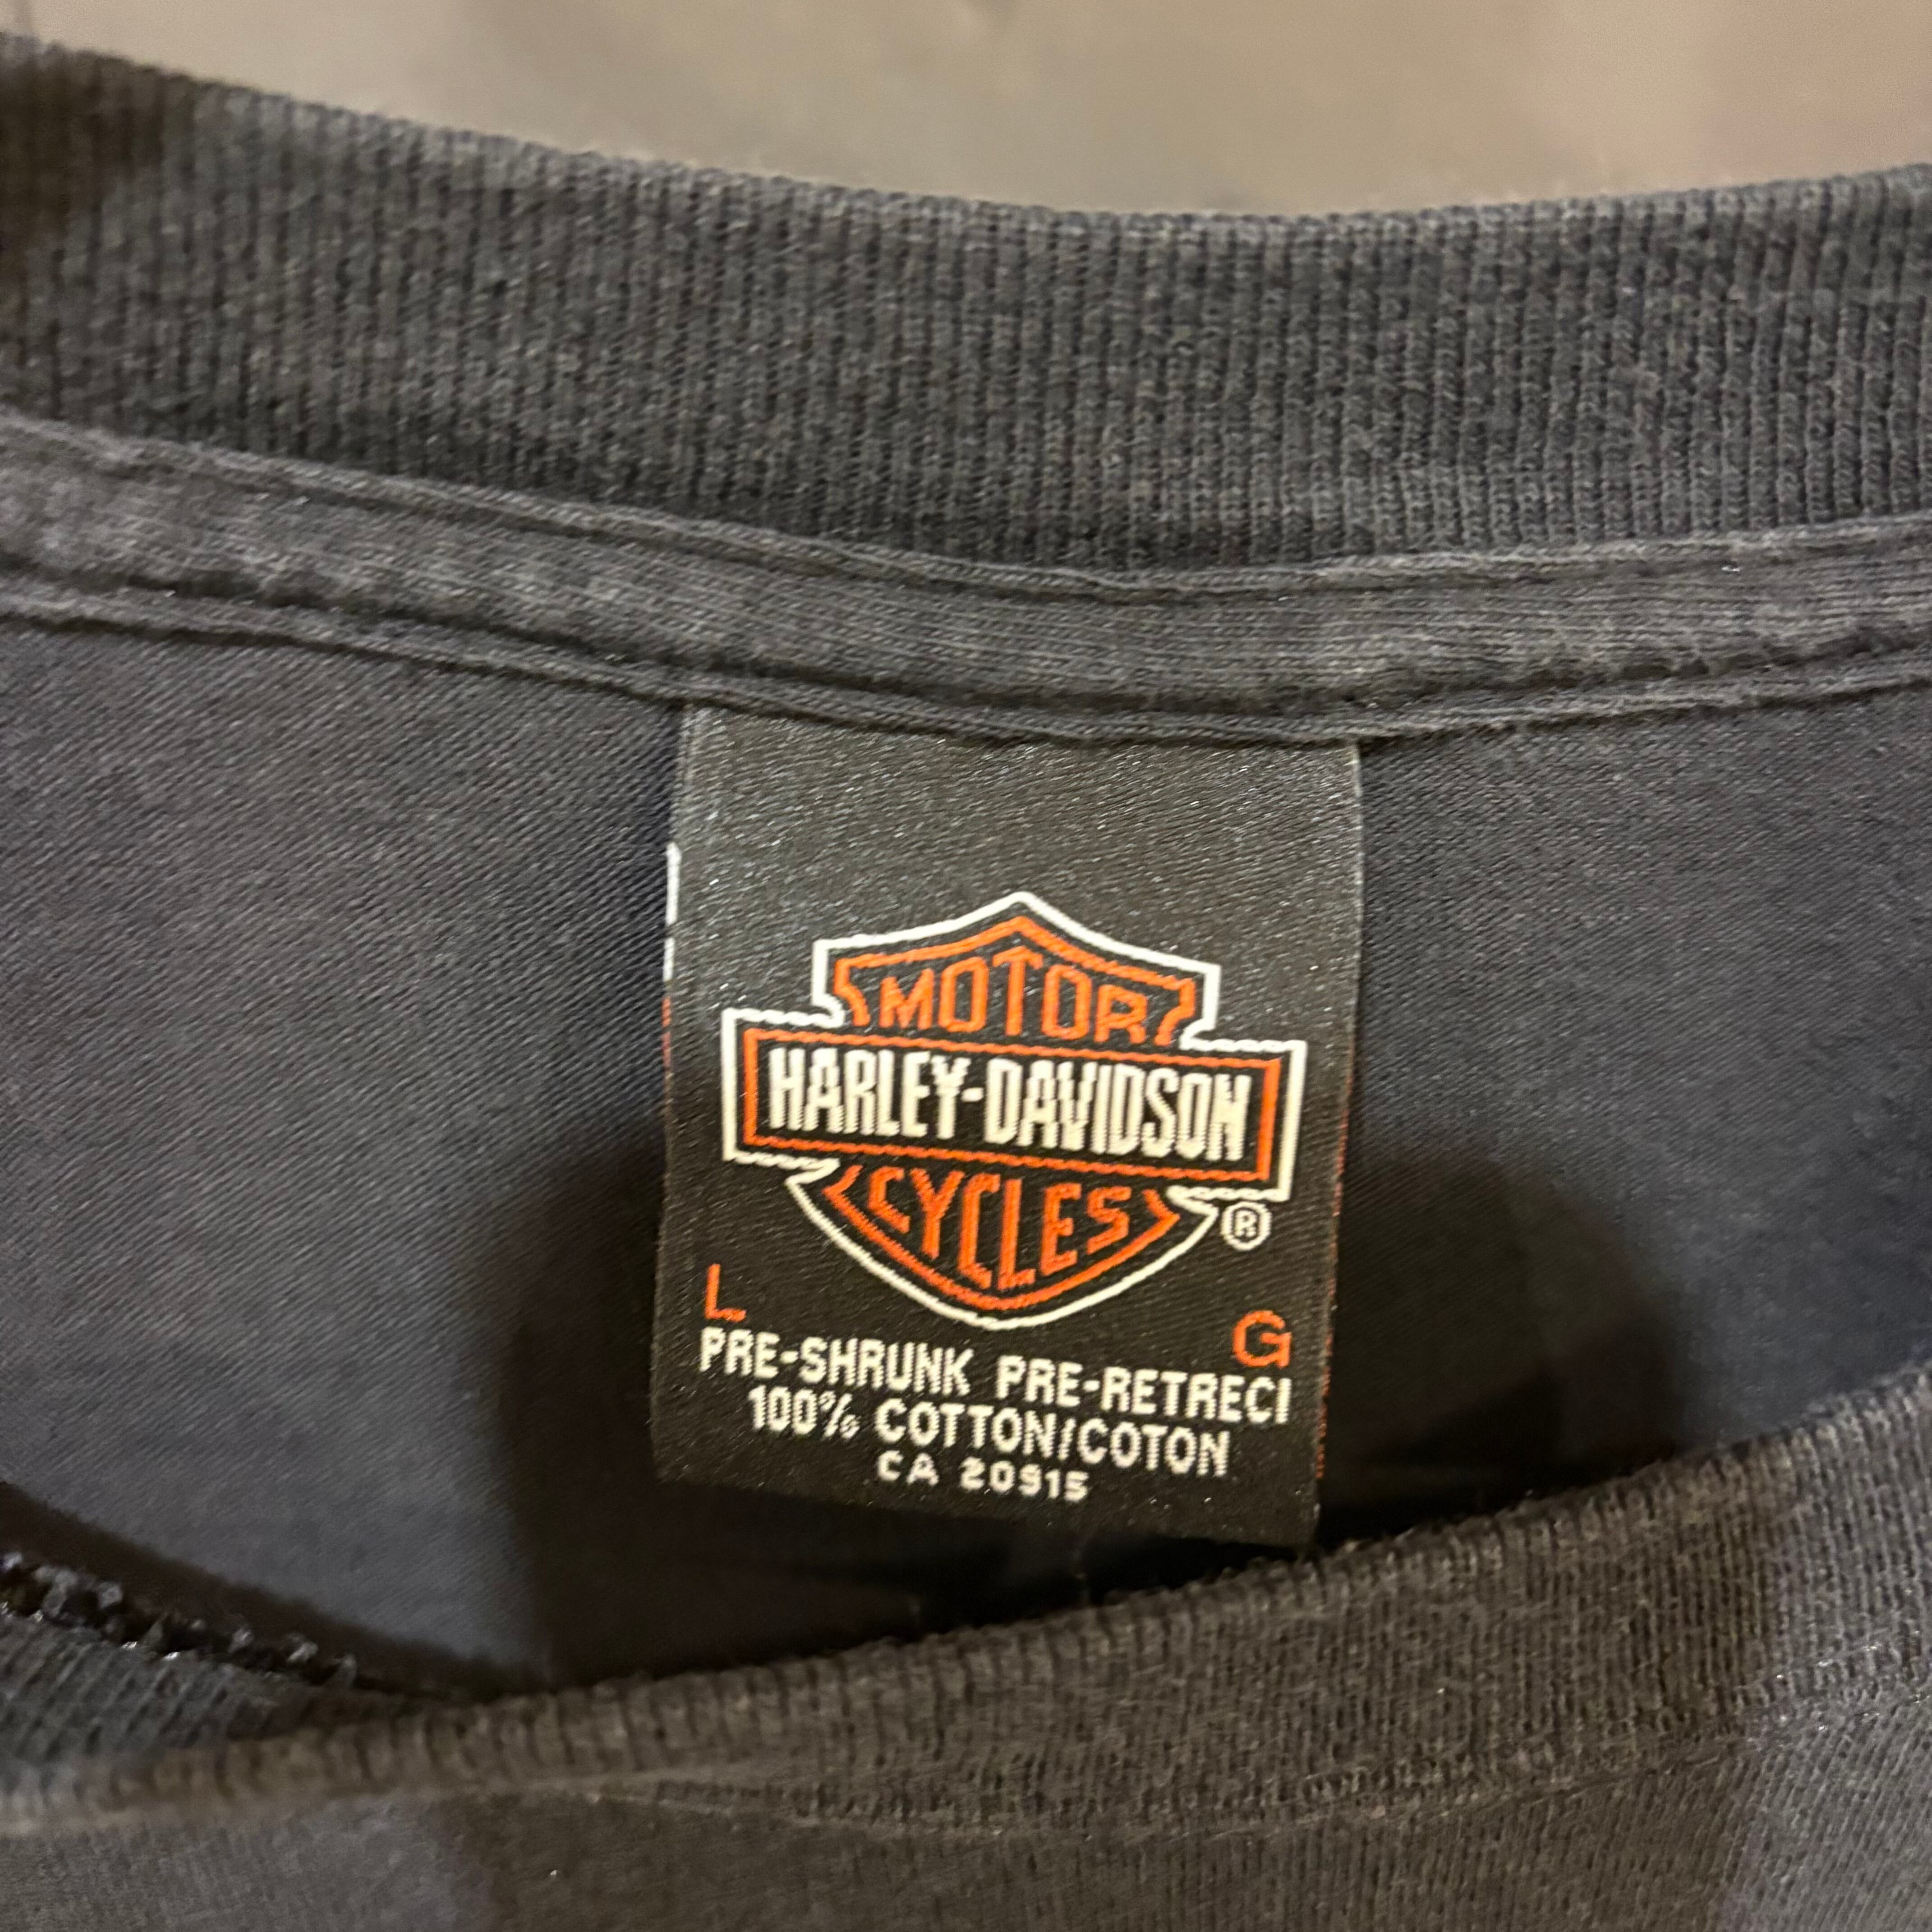 MOTOR
HARLEY-DAVIDSON
CYCLES
®
L G
PRE-SHRUNK PRE-RETRECI
100% COTTON/COTON
CA 20915